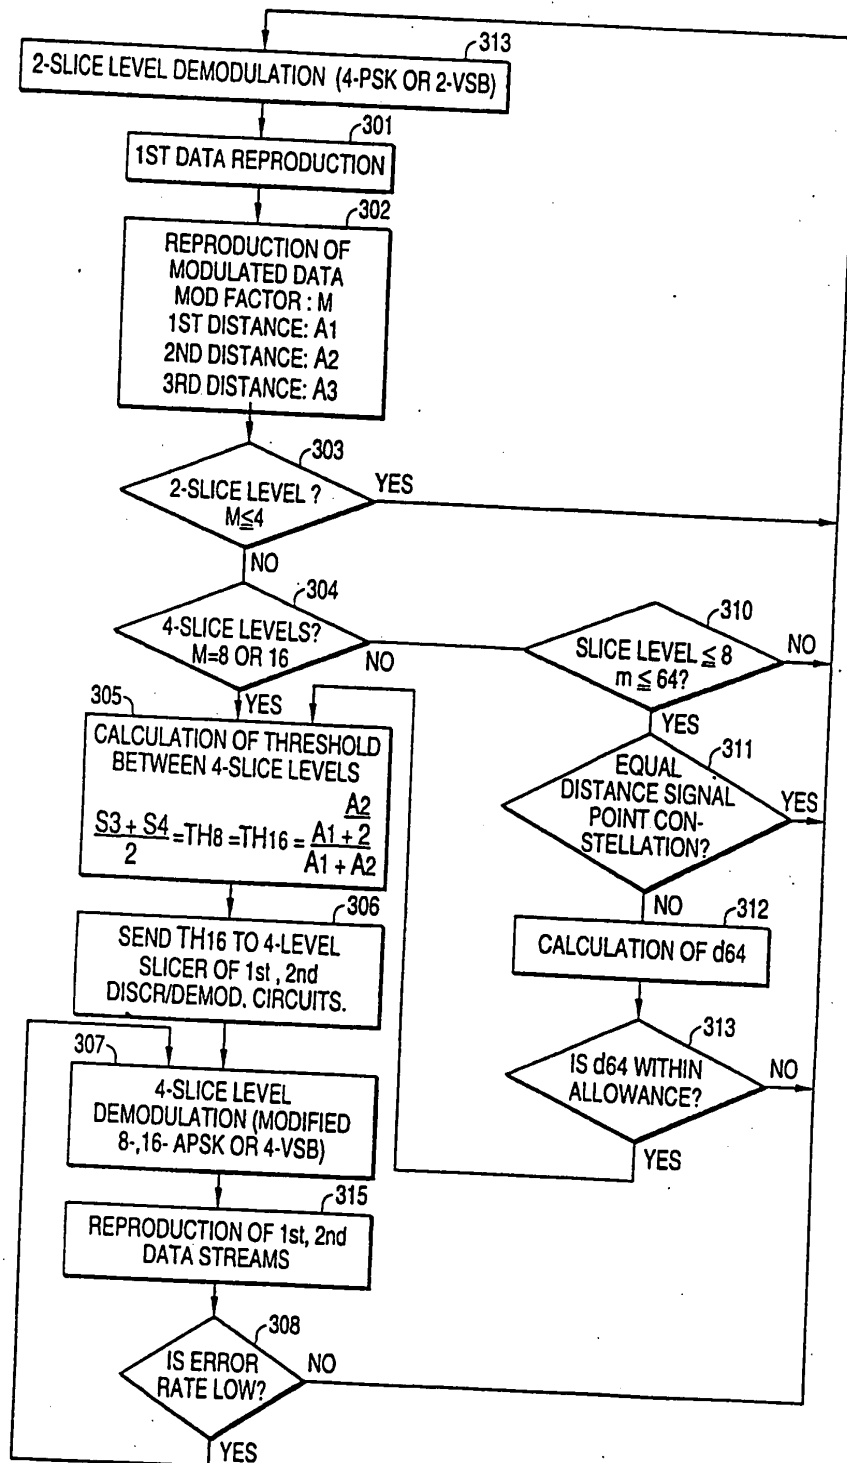 313
2-SLICE LEVEL DEMODULATION (4-PSK OR 2-VSB)
301
1ST DATA REPRODUCTION
302
REPRODUCTION OF
MODULATED DATA
MOD FACTOR : M
1ST DISTANCE: A1
2ND DISTANCE: A2
3RD DISTANCE: A3
303
2-SLICE LEVEL ?
M≦4
YES
NO
304
4-SLICE LEVELS?
M=8 OR 16
NO
YES
310
SLICE LEVEL ≦ 8
m ≦ 64?
NO
YES
305
CALCULATION OF THRESHOLD
BETWEEN 4-SLICE LEVELS
A2
S3 + S4 A1 + 2
=TH8 =TH16 =
2 A1 + A2
311
EQUAL
DISTANCE SIGNAL
POINT CON-
STELLATION?
YES
NO
312
CALCULATION OF d64
306
SEND TH16 TO 4-LEVEL
SLICER OF 1st , 2nd
DISCR/DEMOD. CIRCUITS.
313
IS d64 WITHIN
ALLOWANCE?
NO
YES
307
4-SLICE LEVEL
DEMODULATION (MODIFIED
8-,16- APSK OR 4-VSB)
315
REPRODUCTION OF 1st, 2nd
DATA STREAMS
308
IS ERROR
RATE LOW?
NO
YES